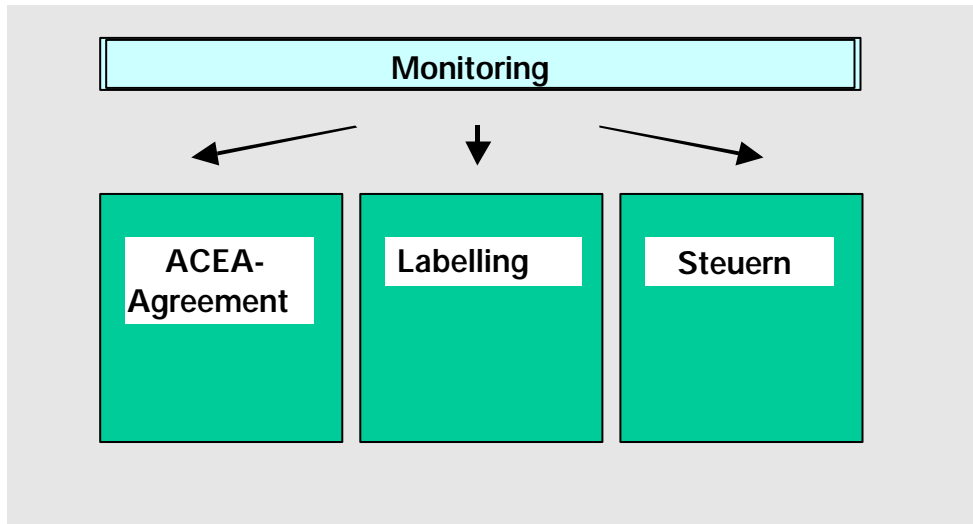 Monitoring
ACEA-
Agreement
Labelling
Steuern